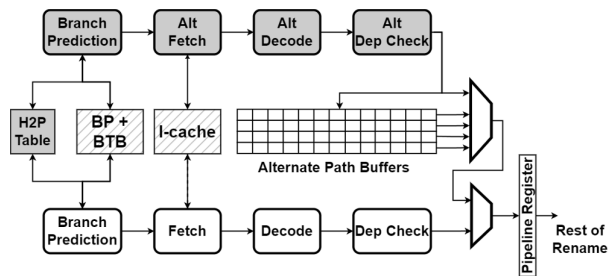 Branch
Prediction
Alt
Fetch
Alt
Decode
Alt
Dep Check
H2P
Table
BP +
BTB
I-cache
Alternate Path Buffers
Branch
Prediction
Fetch
Decode
Dep Check
Pipeline Register
Rest of
Rename